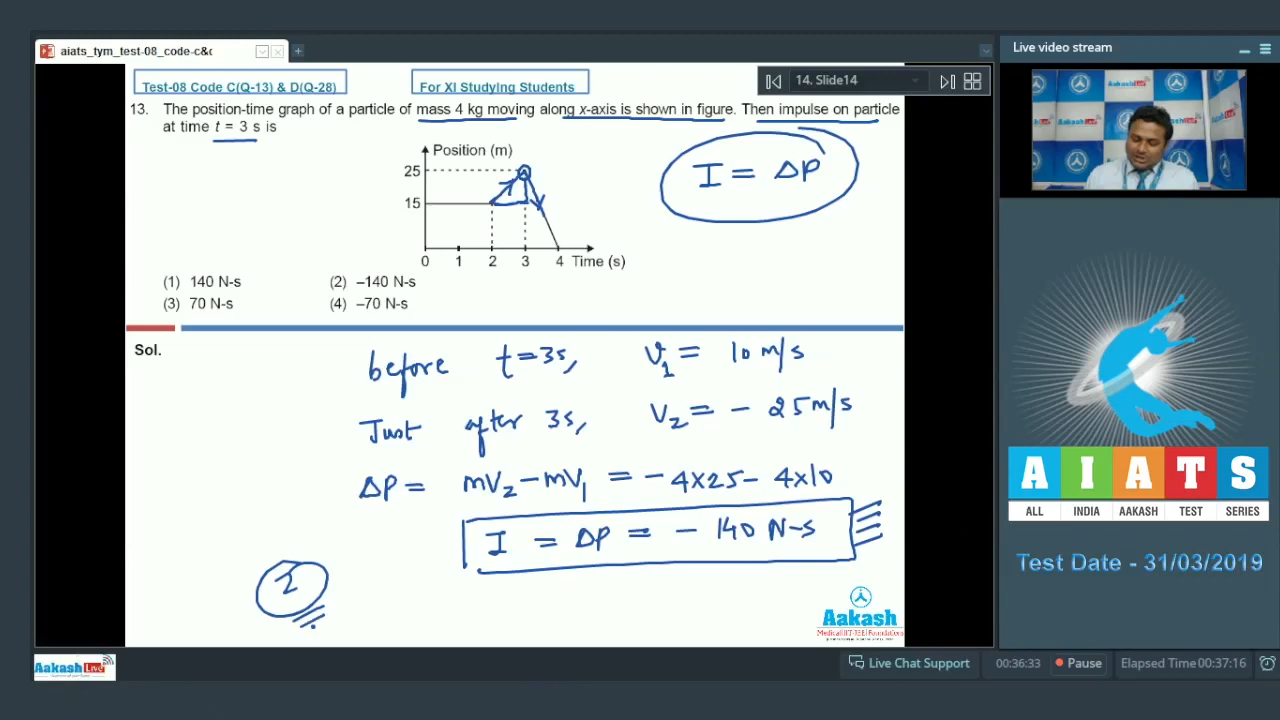 aiats_tym_test-08_code-c&c
14. Slide14
Live video stream
Test-08 Code C(Q-13) & D(Q-28)
For XI Studying Students
13. The position-time graph of a particle of mass 4 kg moving along x-axis is shown in figure. Then impulse on particle
at time t = 3 s is
Position (m)
25
15
0 1 2 3 4 Time (s)
I = ΔP
(1) 140 N-s (2) –140 N-s
(3) 70 N-s (4) –70 N-s
Sol.
before t=3s, V₁ = 10 m/s
Just after 3s, V₂ = - 25m/s
ΔP = mV₂ - mV₁ = - 4x25 - 4x10
I = ΔP = - 140 N-s
2
Aakash
Medical|IIT-JEE|Foundations
A I A T S
ALL INDIA AAKASH TEST SERIES
Test Date - 31/03/2019
Aakash Live
Live Chat Support
00:36:33
Pause
Elapsed Time 00:37:16